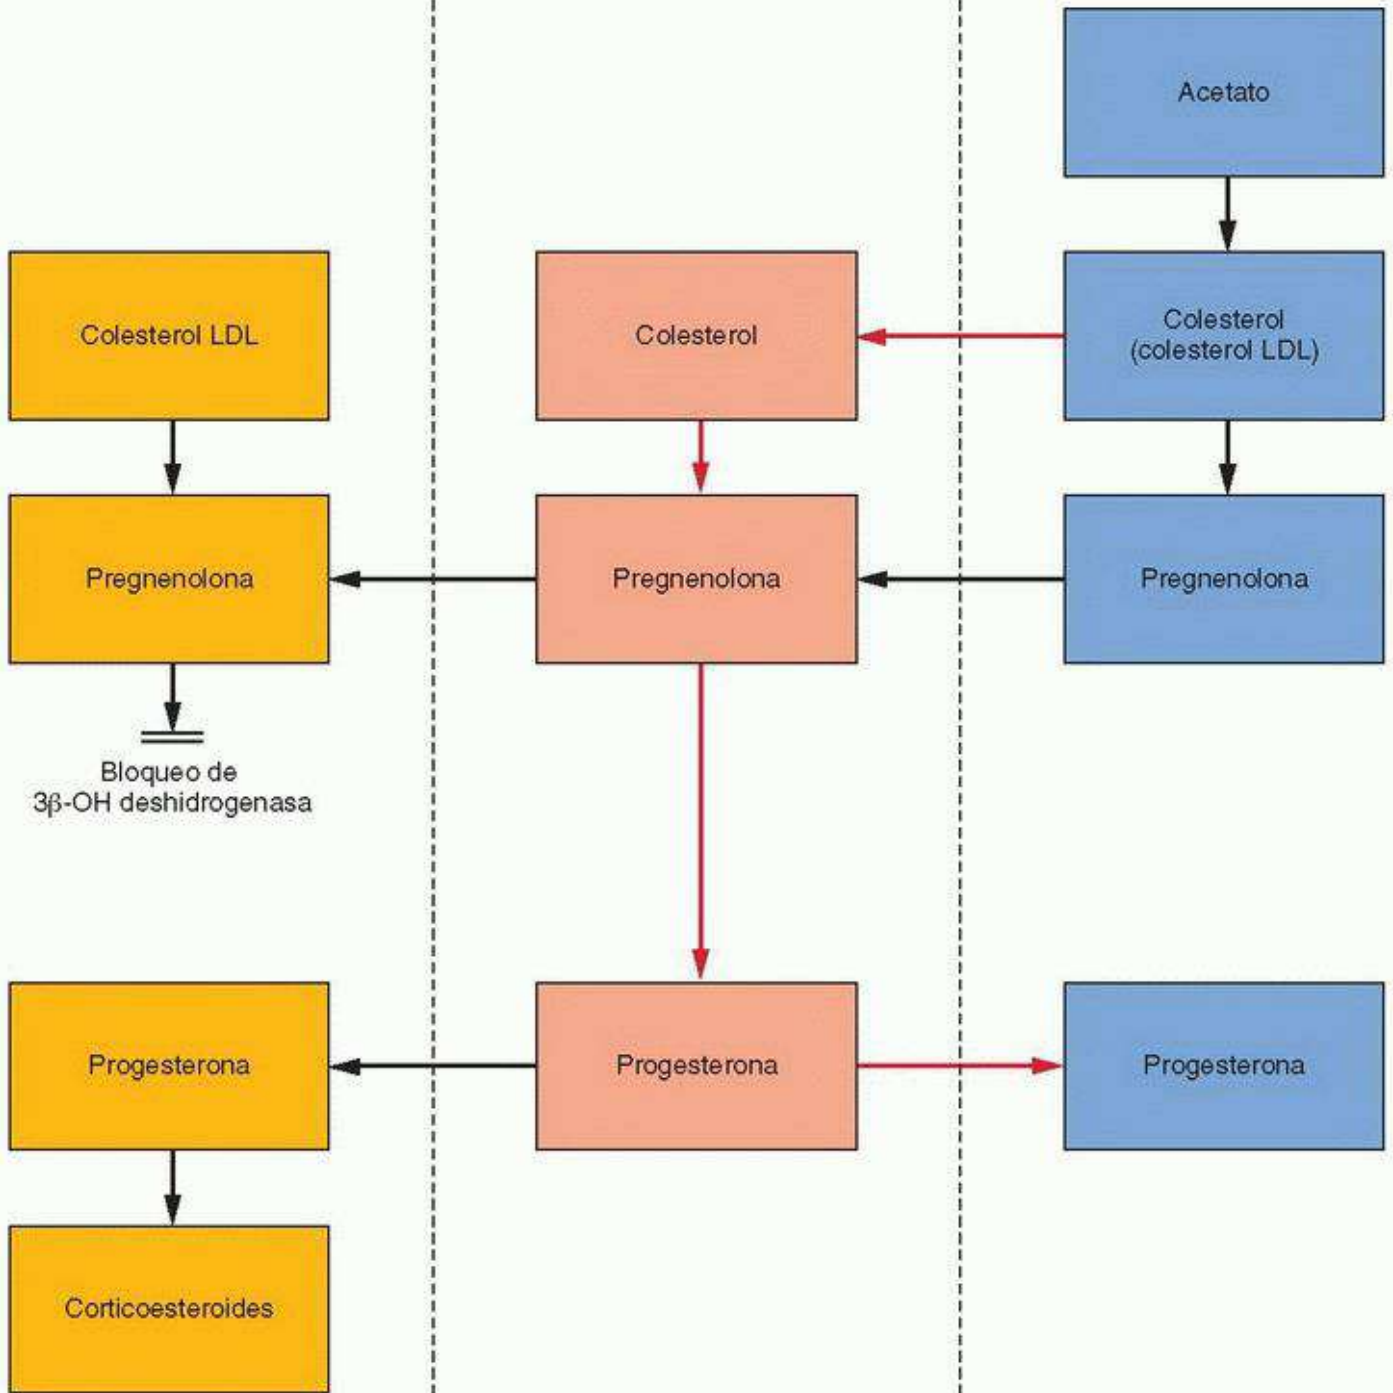 Acetato
Colesterol LDL
Colesterol
Colesterol
(colesterol LDL)
Pregnenolona
Pregnenolona
Pregnenolona
Bloqueo de
3β-OH deshidrogenasa
Progesterona
Progesterona
Progesterona
Corticoesteroides